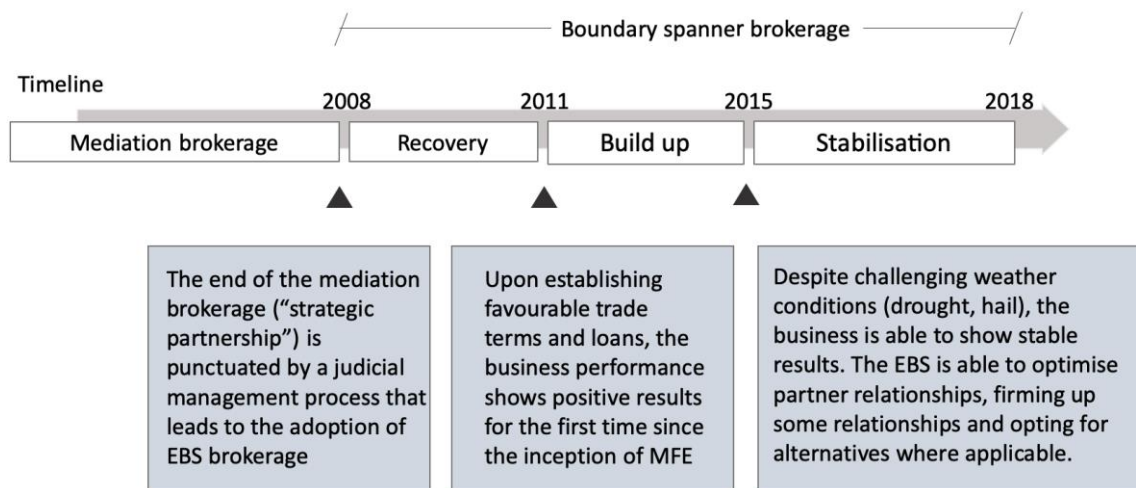 Boundary spanner brokerage
Timeline
2008
2011
2015
2018
Mediation brokerage
Recovery
Build up
Stabilisation
The end of the mediation
brokerage (“strategic
partnership”) is
punctuated by a judicial
management process that
leads to the adoption of
EBS brokerage
Upon establishing
favourable trade
terms and loans, the
business performance
shows positive results
for the first time since
the inception of MFE
Despite challenging weather
conditions (drought, hail), the
business is able to show stable
results. The EBS is able to optimise
partner relationships, firming up
some relationships and opting for
alternatives where applicable.